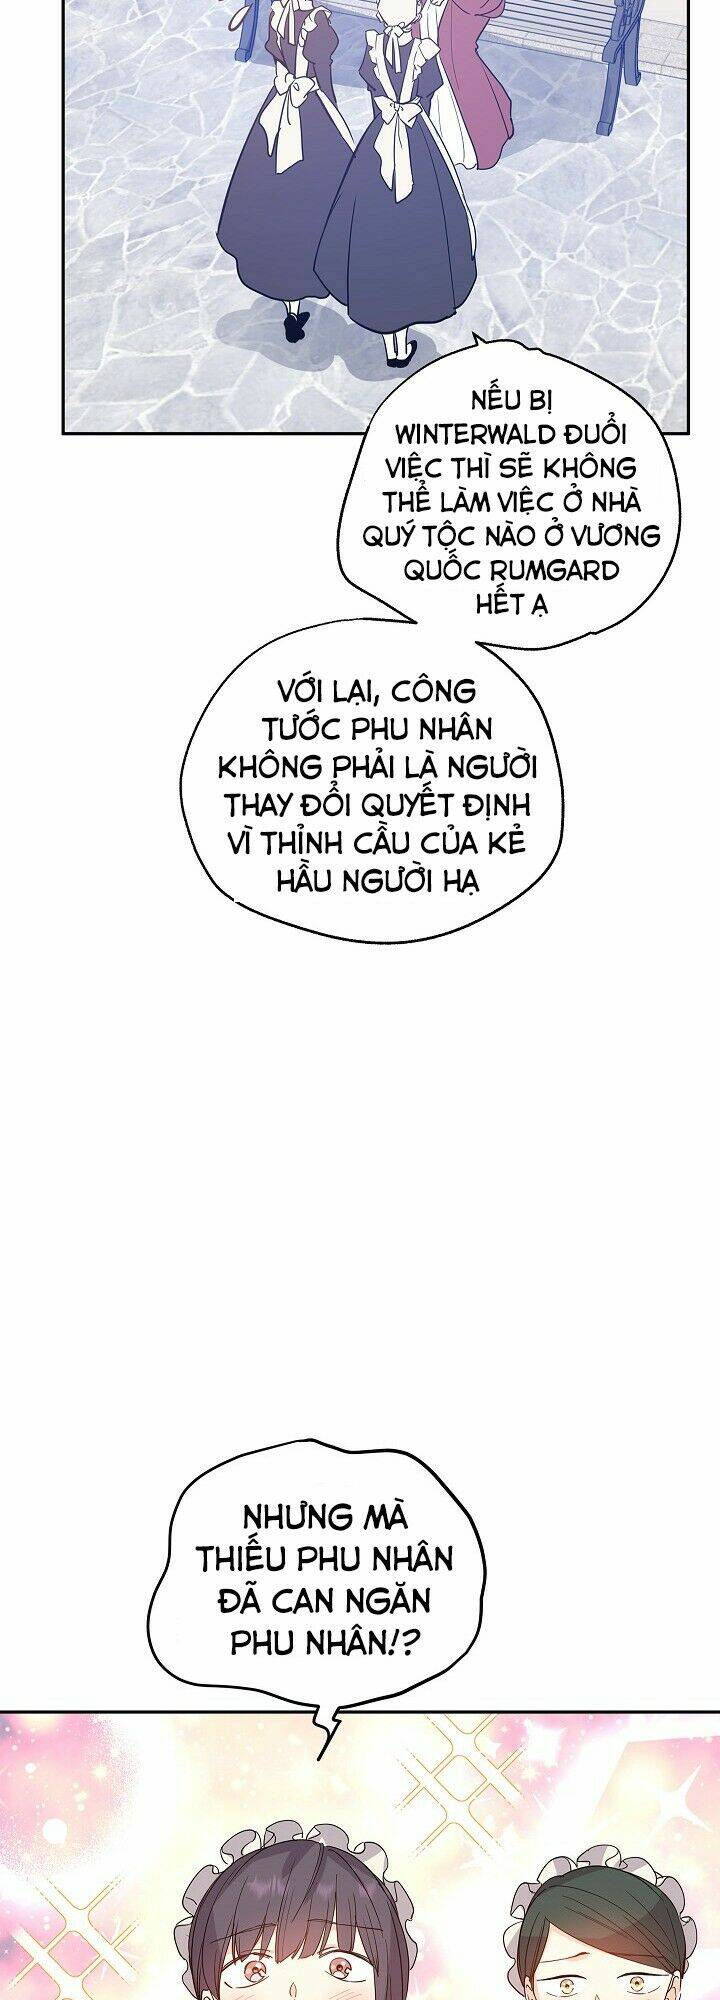 NẾU BỊ
WINTERWALD ĐUỔI
VIỆC THÌ SẼ KHÔNG
THỂ LÀM VIỆC Ở NHÀ
QUÝ TỘC NÀO Ở VƯƠNG
QUỐC RUMGARD
HẾT Ạ
VỚI LẠI, CÔNG
TƯỚC PHU NHÂN
KHÔNG PHẢI LÀ NGƯỜI
THAY ĐỔI QUYẾT ĐỊNH
VÌ THỈNH CẦU CỦA KẺ
HẦU NGƯỜI HẠ
NHƯNG MÀ
THIẾU PHU NHÂN
ĐÃ CAN NGĂN
PHU NHÂN!?